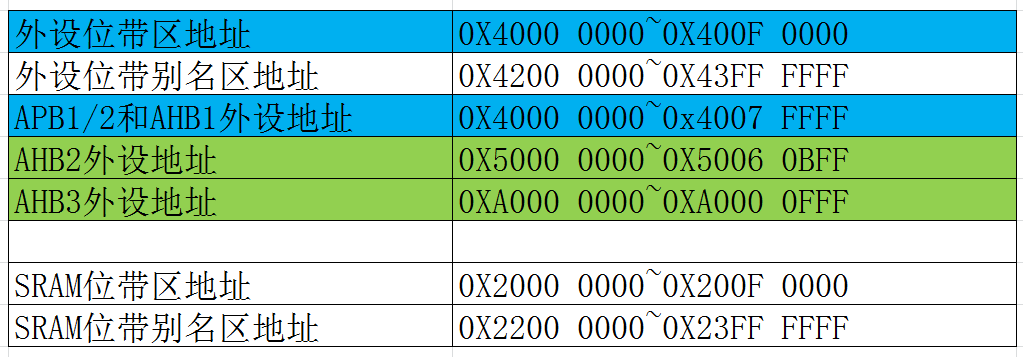 外设位带区地址 0X4000 0000~0X400F 0000
外设位带别名区地址 0X4200 0000~0X43FF FFFF
APB1/2和AHB1外设地址 0X4000 0000~0x4007 FFFF
AHB2外设地址 0X5000 0000~0X5006 0BFF
AHB3外设地址 0XA000 0000~0XA000 0FFF
SRAM位带区地址 0X2000 0000~0X200F 0000
SRAM位带别名区地址 0X2200 0000~0X23FF FFFF